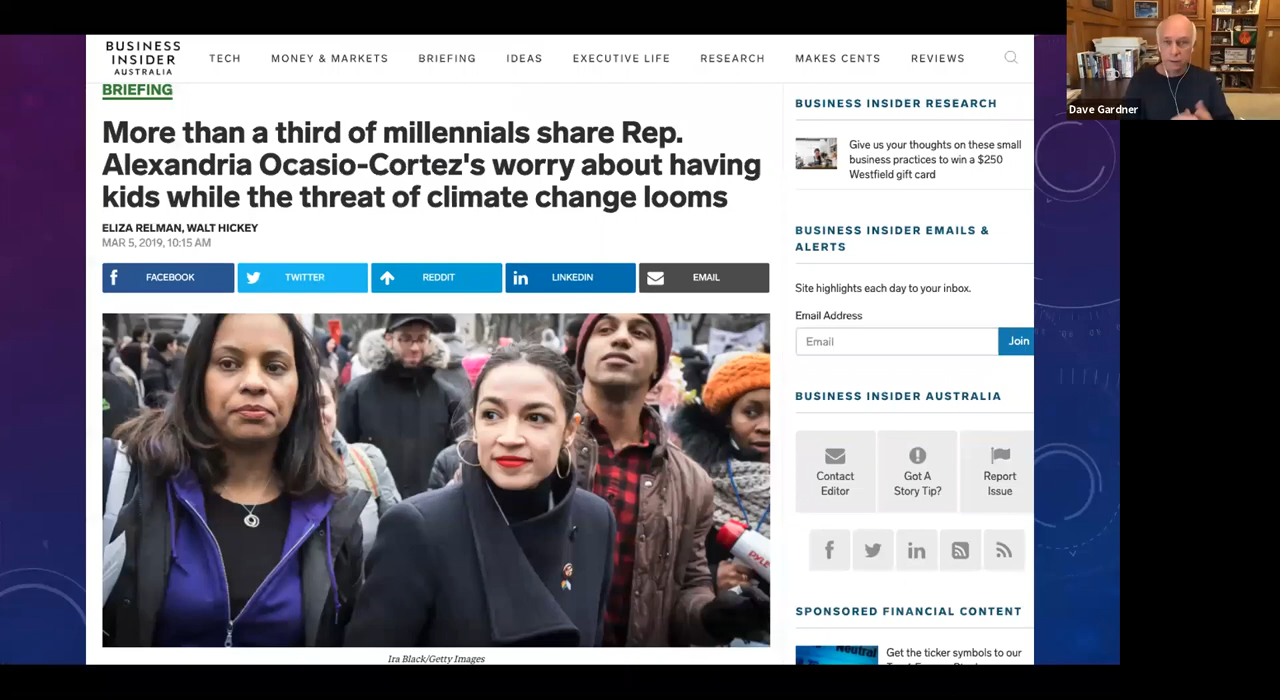 BUSINESS
INSIDER
AUSTRALIA
TECH
MONEY & MARKETS
BRIEFING
IDEAS
EXECUTIVE LIFE
RESEARCH
MAKES CENTS
REVIEWS
BRIEFING
More than a third of millennials share Rep.
Alexandria Ocasio-Cortez's worry about having
kids while the threat of climate change looms
ELIZA RELMAN, WALT HICKEY
MAR 5, 2019, 10:15 AM
FACEBOOK
TWITTER
REDDIT
LINKEDIN
EMAIL
PYLE
Ira Black/Getty Images
BUSINESS INSIDER RESEARCH
Give us your thoughts on these small
business practices to win a $250
Westfield gift card
BUSINESS INSIDER EMAILS &
ALERTS
Site highlights each day to your inbox.
Email Address
Email
Join
BUSINESS INSIDER AUSTRALIA
Contact
Editor
Got A
Story Tip?
Report
Issue
SPONSORED FINANCIAL CONTENT
Neutral
Get the ticker symbols to our
Dave Gardner